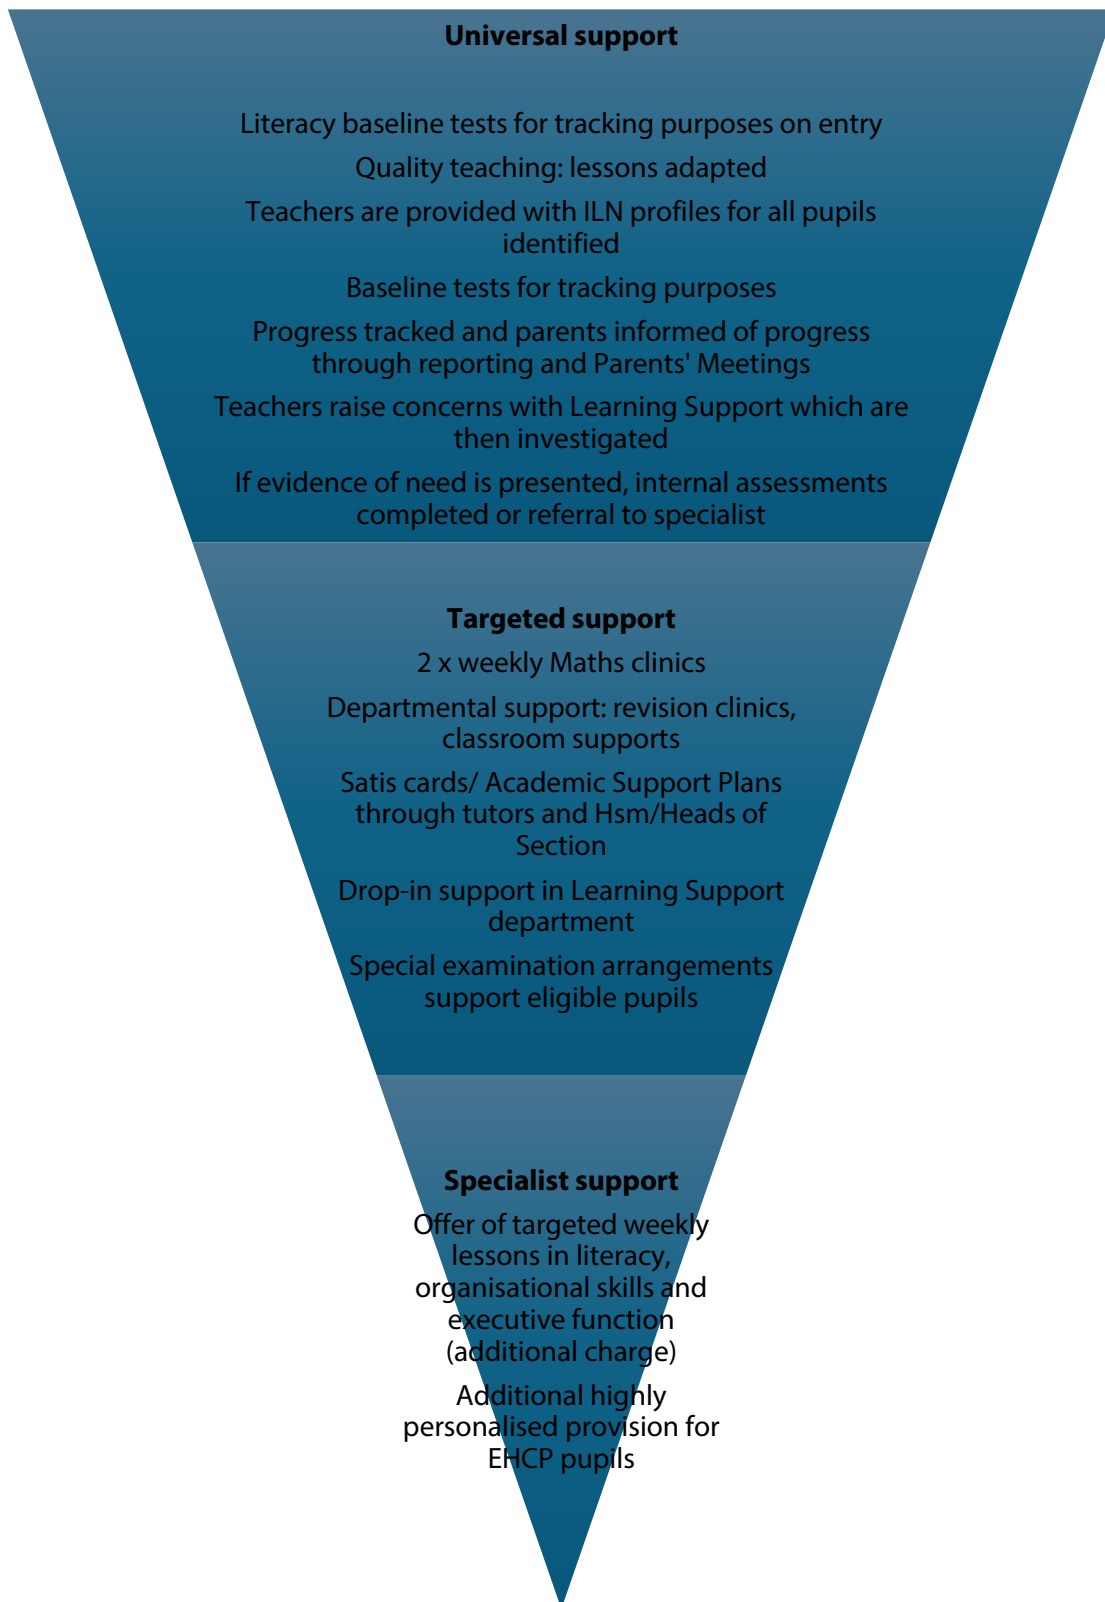 Universal support
Literacy baseline tests for tracking purposes on entry
Quality teaching: lessons adapted
Teachers are provided with ILN profiles for all pupils
identified
Baseline tests for tracking purposes
Progress tracked and parents informed of progress
through reporting and Parents' Meetings
Teachers raise concerns with Learning Support which are
then investigated
If evidence of need is presented, internal assessments
completed or referral to specialist
Targeted support
2 x weekly Maths clinics
Departmental support: revision clinics,
classroom supports
Satis cards/ Academic Support Plans
through tutors and Hsm/Heads of
Section
Drop-in support in Learning Support
department
Special examination arrangements
support eligible pupils
Specialist support
Offer of targeted weekly
lessons in literacy,
organisational skills and
executive function
(additional charge)
Additional highly
personalised provision for
EHCP pupils